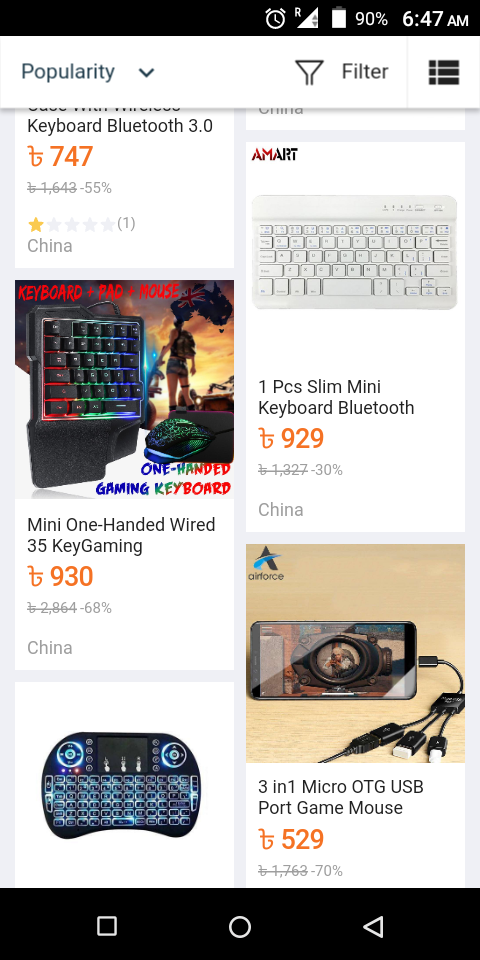 R
90%
6:47 AM
Popularity
Filter
Case With Wireless
Keyboard Bluetooth 3.0
৳ 747
৳ 1,643 -55%
(1)
China
KEYBOARD + PAD + MOUSE
ONE-HANDED
GAMING KEYBOARD
Mini One-Handed Wired
35 KeyGaming
৳ 930
৳ 2,864 -68%
China
China
AMART
1 Pcs Slim Mini
Keyboard Bluetooth
৳ 929
৳ 1,327 -30%
China
airforce
3 in1 Micro OTG USB
Port Game Mouse
৳ 529
৳ 1,763 -70%